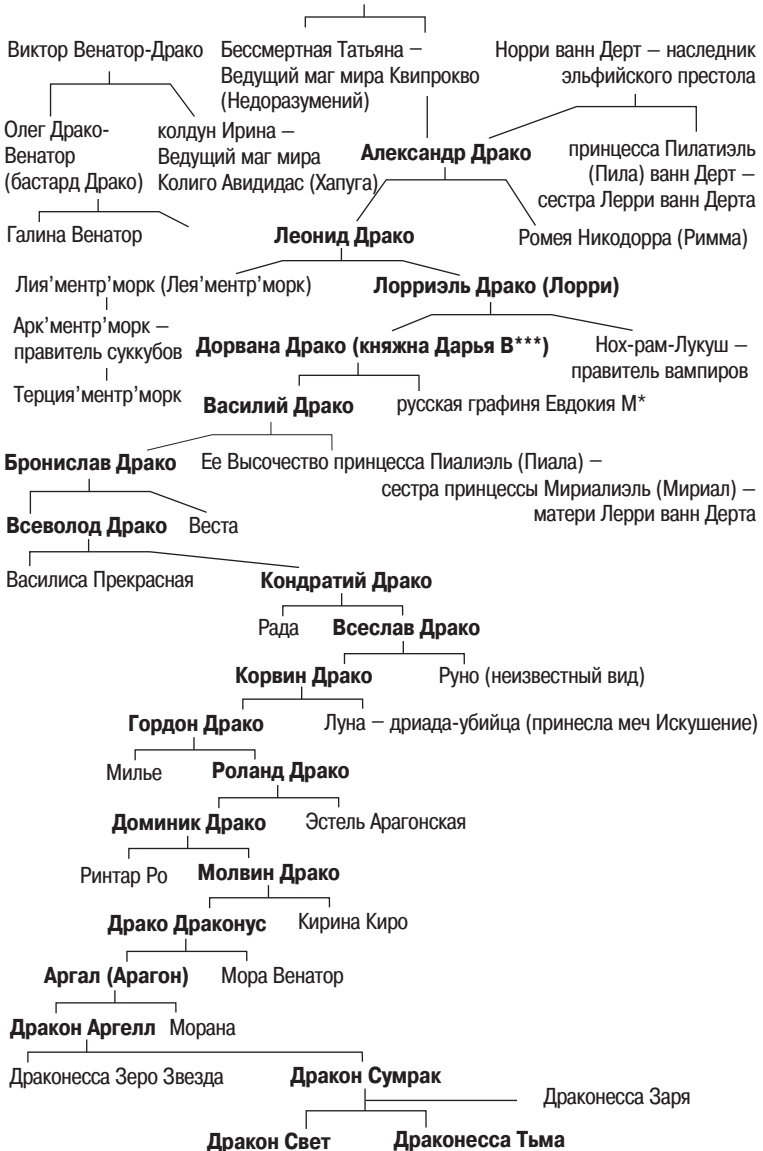 Виктор Венатор-Драко
Бессмертная Татьяна –
Ведущий маг мира Квипрокво
(Недоразумений)
Норри ванн Дерт – наследник
эльфийского престола
Олег Драко-
Венатор
(бастард Драко)
колдун Ирина –
Ведущий маг мира
Колиго Авидидас (Хапуга)
Александр Драко
принцесса Пилатиэль
(Пила) ванн Дерт –
сестра Лерри ванн Дерта
Галина Венатор
Леонид Драко
Ромея Никодорра (Римма)
Лия’ментр’морк (Лея’ментр’морк)
Лорриэль Драко (Лорри)
Арк’ментр’морк –
правитель суккубов
Дорвана Драко (княжна Дарья В***)
Нох-рам-Лукуш –
правитель вампиров
Терция’ментр’морк
Василий Драко
русская графиня Евдокия М*
Бронислав Драко
Ее Высочество принцесса Пиалиэль (Пиала) –
сестра принцессы Мириалиэль (Мириал) –
матери Лерри ванн Дерта
Всеволод Драко
Веста
Василиса Прекрасная
Кондратий Драко
Рада
Всеслав Драко
Корвин Драко
Руно (неизвестный вид)
Гордон Драко
Луна – дриада-убийца (принесла меч Искушение)
Милье
Роланд Драко
Доминик Драко
Эстель Арагонская
Ринтар Ро
Молвин Драко
Драко Драконус
Кирина Киро
Аргал (Арагон)
Мора Венатор
Дракон Аргелл
Морана
Драконесса Зеро Звезда
Дракон Сумрак
Драконесса Заря
Дракон Свет
Драконесса Тьма